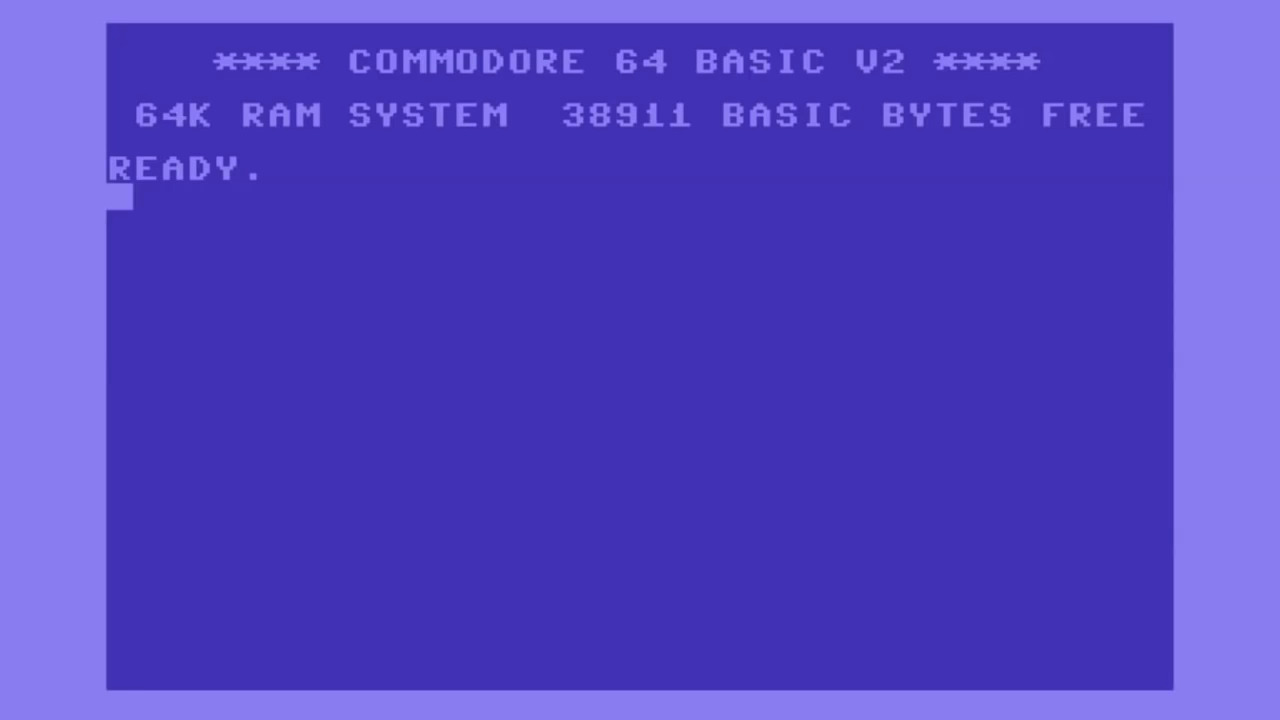 **** COMMODORE 64 BASIC V2 ****
64K RAM SYSTEM  38911 BASIC BYTES FREE
READY.